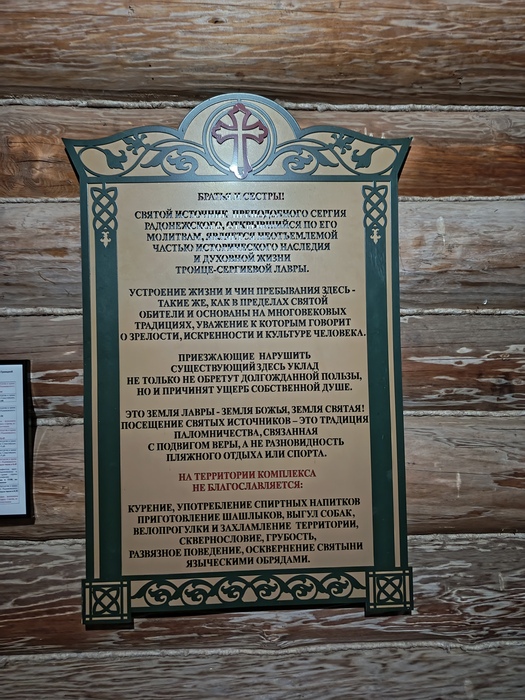 БРАТЬЯ И СЕСТРЫ!
СВЯТОЙ ИСТОЧНИК ПРЕПОДОБНОГО СЕРГИЯ
РАДОНЕЖСКОГО, ОТКРЫВШИЙСЯ ПО ЕГО
МОЛИТВАМ, ЯВЛЯЕТСЯ НЕОТЪЕМЛЕМОЙ
ЧАСТЬЮ ИСТОРИЧЕСКОГО НАСЛЕДИЯ
И ДУХОВНОЙ ЖИЗНИ
ТРОИЦЕ-СЕРГИЕВОЙ ЛАВРЫ.
УСТРОЕНИЕ ЖИЗНИ И ЧИН ПРЕБЫВАНИЯ ЗДЕСЬ -
ТАКИЕ ЖЕ, КАК В ПРЕДЕЛАХ СВЯТОЙ
ОБИТЕЛИ И ОСНОВАНЫ НА МНОГОВЕКОВЫХ
ТРАДИЦИЯХ, УВАЖЕНИЕ К КОТОРЫМ ГОВОРИТ
О ЗРЕЛОСТИ, ИСКРЕННОСТИ И КУЛЬТУРЕ ЧЕЛОВЕКА.
ПРИЕЗЖАЮЩИЕ НАРУШИТЬ
СУЩЕСТВУЮЩИЙ ЗДЕСЬ УКЛАД
НЕ ТОЛЬКО НЕ ОБРЕТУТ ДОЛГОЖДАННОЙ ПОЛЬЗЫ,
НО И ПРИЧИНЯТ УЩЕРБ СОБСТВЕННОЙ ДУШЕ.
ЭТО ЗЕМЛЯ ЛАВРЫ - ЗЕМЛЯ БОЖЬЯ, ЗЕМЛЯ СВЯТАЯ!
ПОСЕЩЕНИЕ СВЯТЫХ ИСТОЧНИКОВ – ЭТО ТРАДИЦИЯ
ПАЛОМНИЧЕСТВА, СВЯЗАННАЯ
С ПОДВИГОМ ВЕРЫ, А НЕ РАЗНОВИДНОСТЬ
ПЛЯЖНОГО ОТДЫХА ИЛИ СПОРТА.
НА ТЕРРИТОРИИ КОМПЛЕКСА
НЕ БЛАГОСЛАВЛЯЕТСЯ:
КУРЕНИЕ, УПОТРЕБЛЕНИЕ СПИРТНЫХ НАПИТКОВ
ПРИГОТОВЛЕНИЕ ШАШЛЫКОВ, ВЫГУЛ СОБАК,
ВЕЛОПРОГУЛКИ И ЗАХЛАМЛЕНИЕ ТЕРРИТОРИИ,
СКВЕРНОСЛОВИЕ, ГРУБОСТЬ,
РАЗВЯЗНОЕ ПОВЕДЕНИЕ, ОСКВЕРНЕНИЕ СВЯТЫНИ
ЯЗЫЧЕСКИМИ ОБРЯДАМИ.